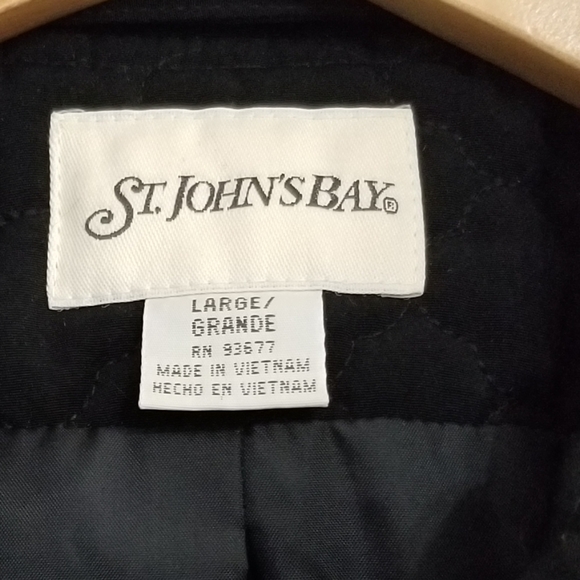 ST. JOHN'S BAY®
LARGE/
GRANDE
RN 93677
MADE IN VIETNAM
HECHO EN VIETNAM